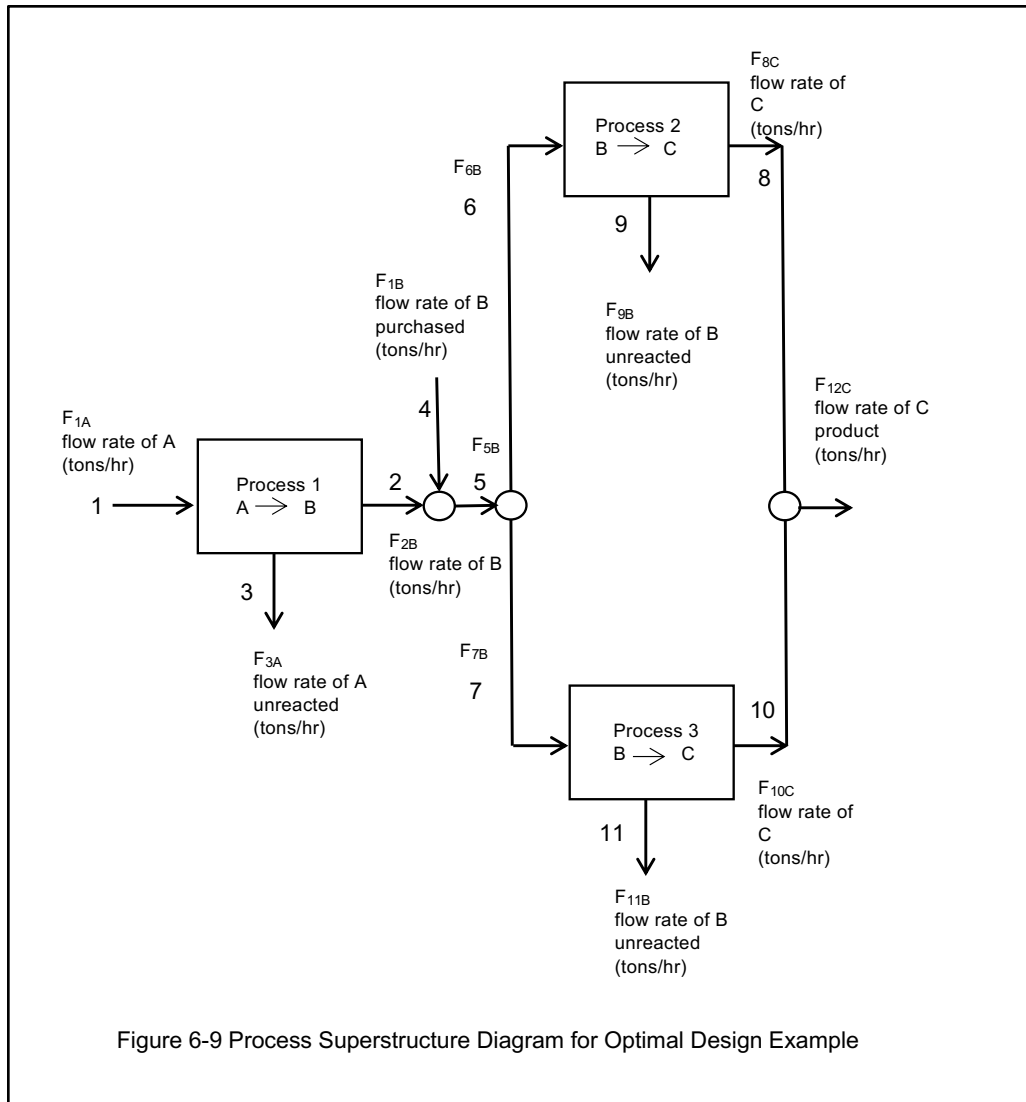 F8C
flow rate of
C
(tons/hr)
Process 2
B → C
8
F6B
6
9
F1B
flow rate of B
purchased
(tons/hr)
F9B
flow rate of B
unreacted
(tons/hr)
F12C
flow rate of C
product
(tons/hr)
F1A
flow rate of A
(tons/hr)
4
F5B
1
Process 1
A → B
2
5
F2B
flow rate of B
(tons/hr)
3
F3A
flow rate of A
unreacted
(tons/hr)
F7B
7
Process 3
B → C
10
F10C
flow rate of
C
(tons/hr)
11
F11B
flow rate of B
unreacted
(tons/hr)
Figure 6-9 Process Superstructure Diagram for Optimal Design Example